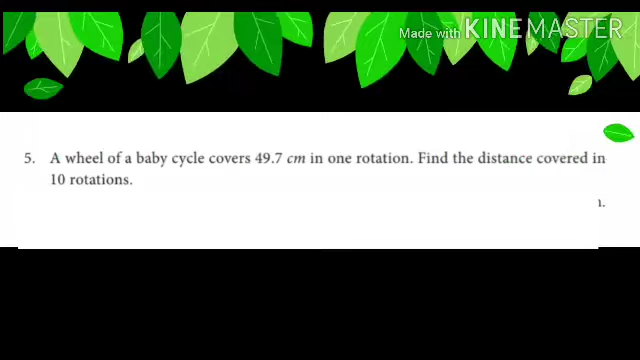 Made with KINEMASTER
5. A wheel of a baby cycle covers 49.7 cm in one rotation. Find the distance covered in
10 rotations.